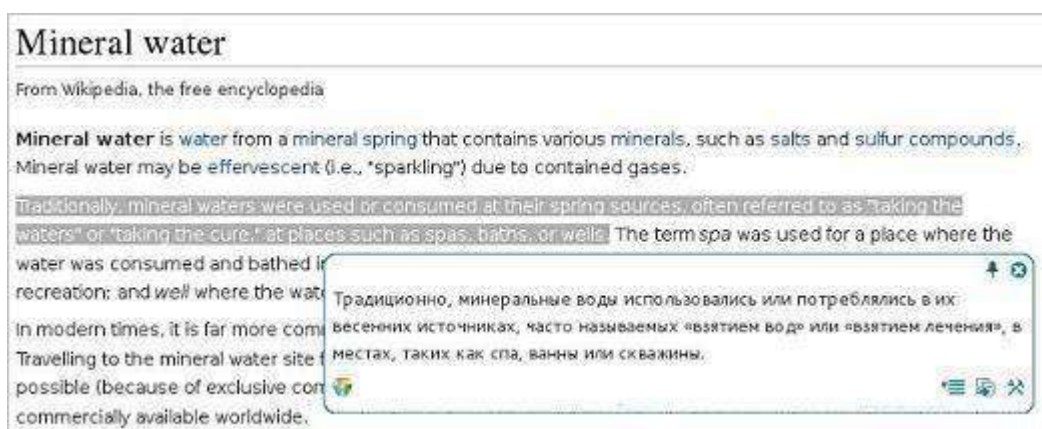 Mineral water
From Wikipedia, the free encyclopedia
Mineral water is water from a mineral spring that contains various minerals, such as salts and sulfur compounds.
Mineral water may be effervescent (i.e., "sparkling") due to contained gases.
Traditionally, mineral waters were used or consumed at their spring sources, often referred to as "taking the
waters" or "taking the cure," at places such as spas, baths, or wells. The term spa was used for a place where the
water was consumed and bathed
recreation; and well where the
In modern times, it is far more
Travelling to the mineral water site
possible (because of exclusive
commercially available worldwide.
Традиционно, минеральные воды использовались или потреблялись в их
весенних источниках, часто называемых «взятием вод» или «взятием лечения», в
местах, таких как спа, ванны или скважины.